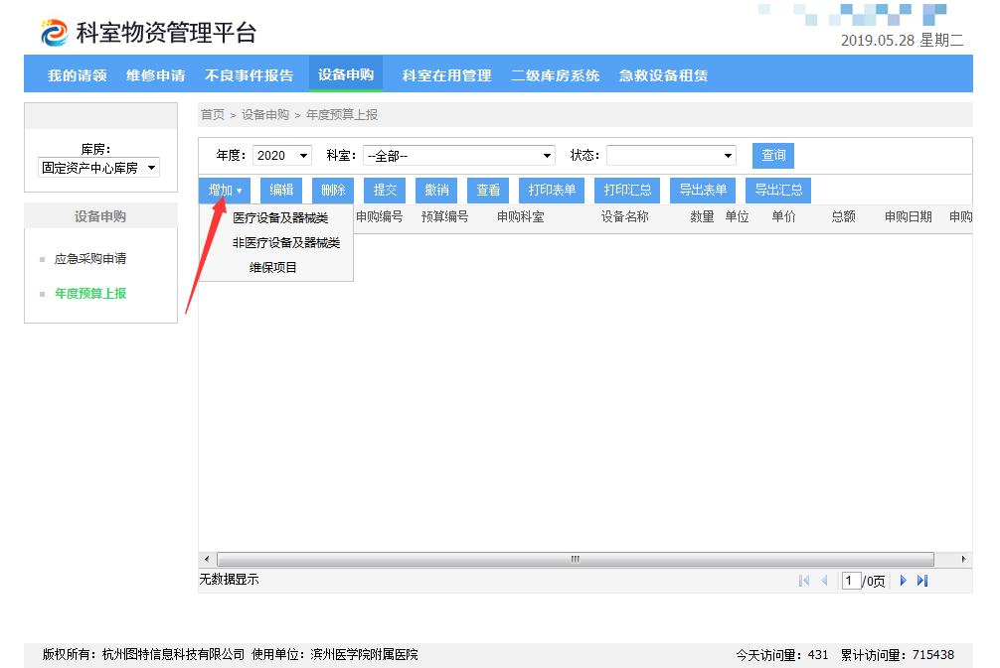 科室物资管理平台
2019.05.28 星期二
我的请领 维修申请 不良事件报告 设备申购 科室在用管理 二级库房系统 急救设备租赁
首页 > 设备申购 > 年度预算上报
库房：
固定资产中心库房
年度： 2020 科室： --全部-- 状态： 查询
增加 编辑 删除 提交 撤销 查看 打印表单 打印汇总 导出表单 导出汇总
设备申购
申购编号 预算编号 申购科室 设备名称 数量 单位 单价 总额 申购日期 申购
医疗设备及器械类
非医疗设备及器械类
维保项目
应急采购申请
年度预算上报
无数据显示
1 /0页
版权所有：杭州图特信息科技有限公司 使用单位：滨州医学院附属医院
今天访问量：431 累计访问量：715438